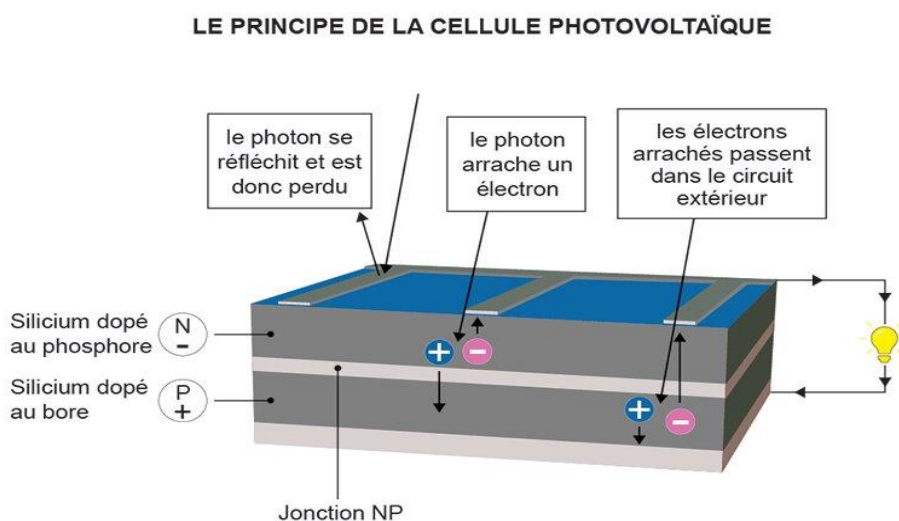 LE PRINCIPE DE LA CELLULE PHOTOVOLTAÏQUE
le photon se
réfléchit et est
donc perdu
le photon
arrache un
électron
les électrons
arrachés passent
dans le circuit
extérieur
Silicium dopé
au phosphore
N
-
Silicium dopé
au bore
P
+
+
-
+
-
Jonction NP